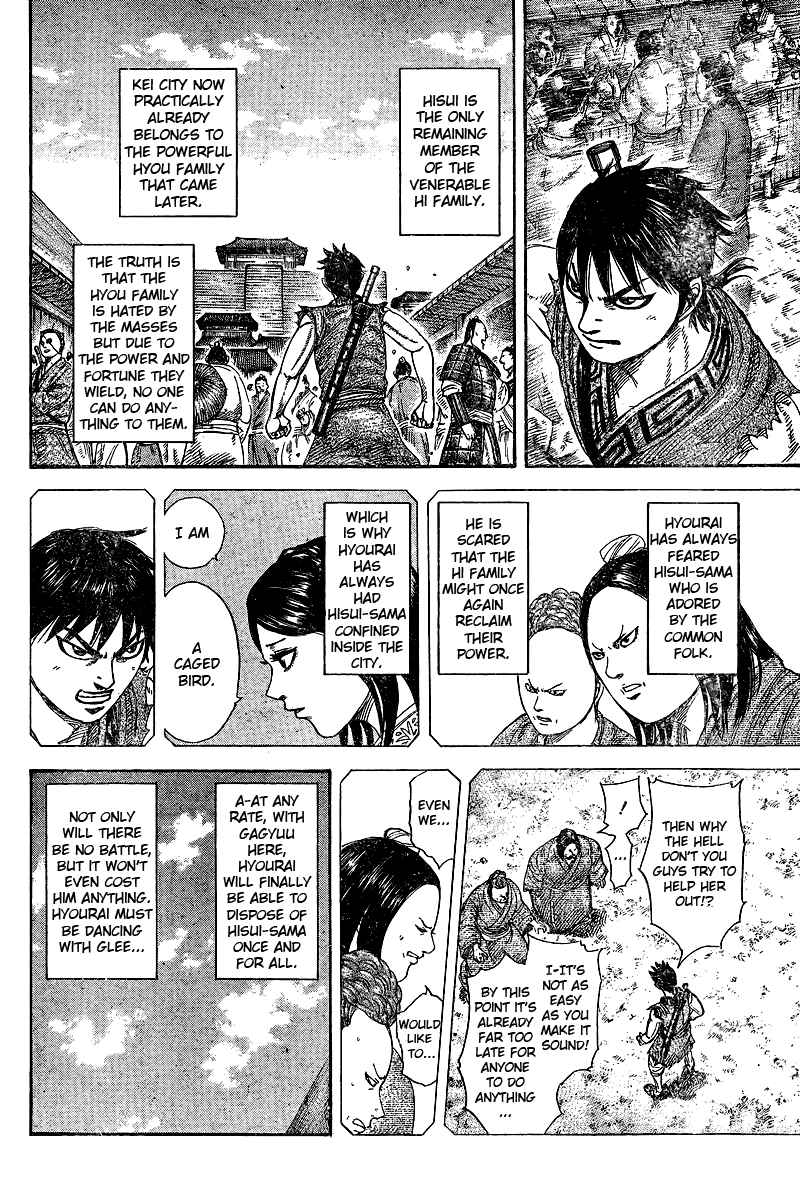 HISUI
IS THE
ONLY
REMAINING
MEMBER
OF THE
VENERABLE
HI FAMILY.
KEI CITY NOW
PRACTICALLY
ALREADY
BELONGS TO
THE POWERFUL
HYOU FAMILY
THAT CAME
LATER.
THE TRUTH IS
THAT THE
HYOU FAMILY
IS HATED
BY THE
MASSES
BUT DUE TO
THE POWER AND
FORTUNE THEY
WIELD, NO ONE
CAN DO ANY-
THING TO THEM.
HYOURAI
HAS ALWAYS
FEARED
HISUI-SAMA
WHO IS
ADORED
BY THE
COMMON
FOLK.
HE IS
SCARED
THAT THE
HI FAMILY
MIGHT ONCE
AGAIN
RECLAIM
THEIR
POWER.
WHICH
IS WHY
HYOURAI
HAS
ALWAYS
HAD
HISUI-SAMA
CONFINED
INSIDE THE
CITY.
I AM
A
CAGED
BIRD.
THEN WHY
THE HELL
DON'T YOU
GUYS TRY TO
HELP HER
OUT!?
!
...
I-IT'S
NOT AS
EASY
AS YOU
MAKE IT
SOUND!
BY THIS
POINT IT'S
ALREADY
FAR TOO
LATE FOR
ANYONE
TO DO
ANYTHING
...
EVEN
WE...
WOULD
LIKE
TO...
A-AT ANY
RATE, WITH
GAGYUU
HERE,
HYOURAI
WILL FINALLY
BE ABLE TO
DISPOSE OF
HISUI-SAMA
ONCE AND
FOR ALL.
NOT ONLY
WILL THERE
BE NO BATTLE,
BUT IT WON'T
EVEN COST
HIM ANYTHING.
HYOURAI MUST
BE DANCING
WITH GLEE...